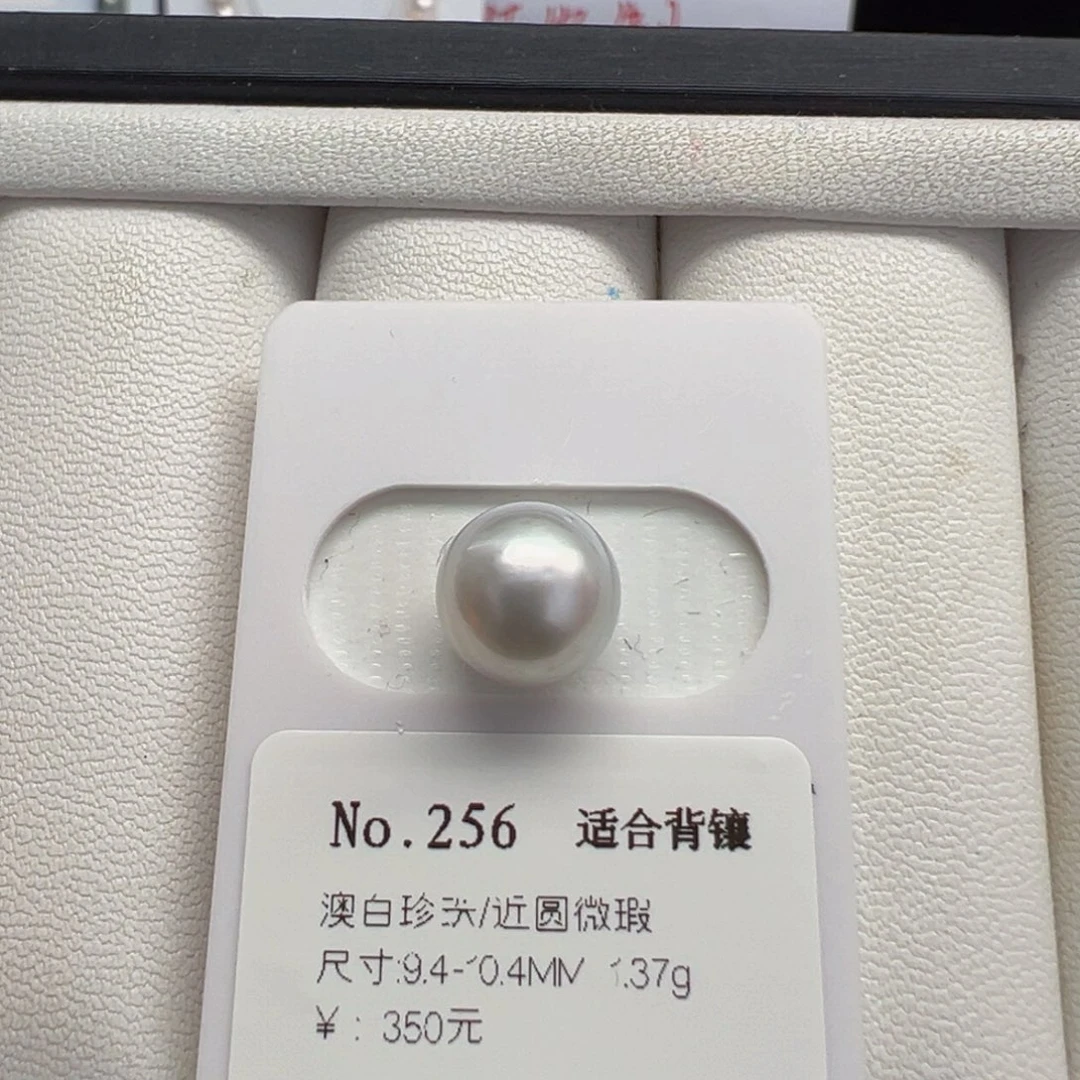 No.256 适合背镶
澳白珍珠/近圆微瑕
尺寸:9.4-10.4MM 1.37g
￥: 350元